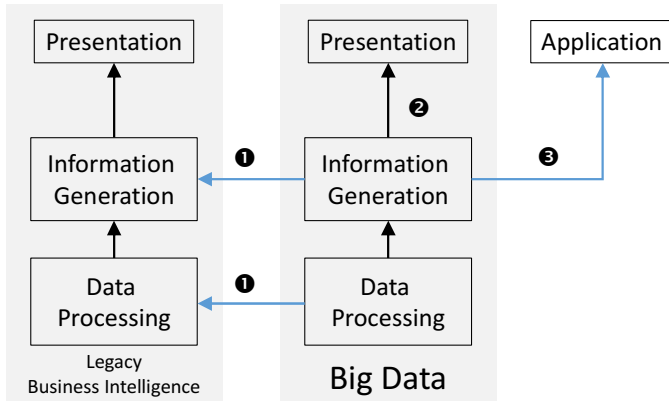 Presentation
Presentation
Application
❷
❶
❸
Information
Generation
Information
Generation
❶
Data
Processing
Data
Processing
Legacy
Business Intelligence
Big Data